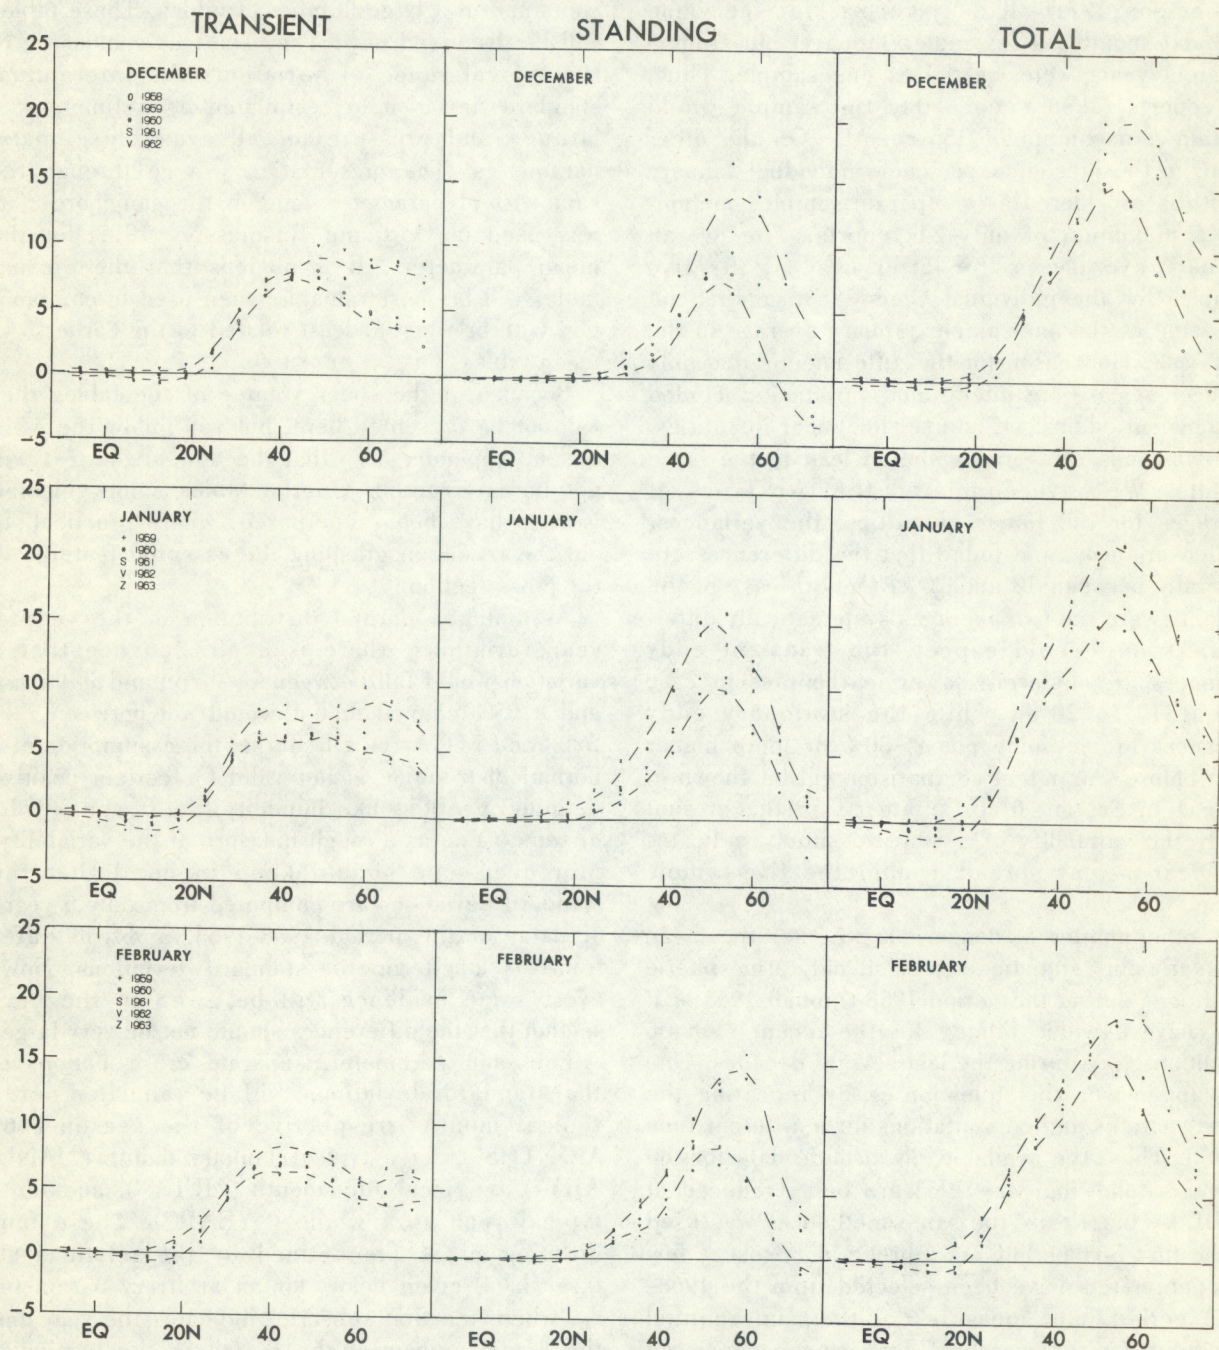 TRANSIENT STANDING TOTAL
25
20
15
10
5
0
−5
DECEMBER
o 1958
+ 1959
* 1960
S 1961
V 1962
DECEMBER
DECEMBER
EQ 20N 40 60
EQ 20N 40 60
EQ 20N 40 60
25
20
15
10
5
0
−5
JANUARY
+ 1959
* 1960
S 1961
V 1962
Z 1963
JANUARY
JANUARY
EQ 20N 40 60
EQ 20N 40 60
EQ 20N 40 60
25
20
15
10
5
0
−5
FEBRUARY
+ 1959
* 1960
S 1961
V 1962
Z 1963
FEBRUARY
FEBRUARY
EQ 20N 40 60
EQ 20N 40 60
EQ 20N 40 60